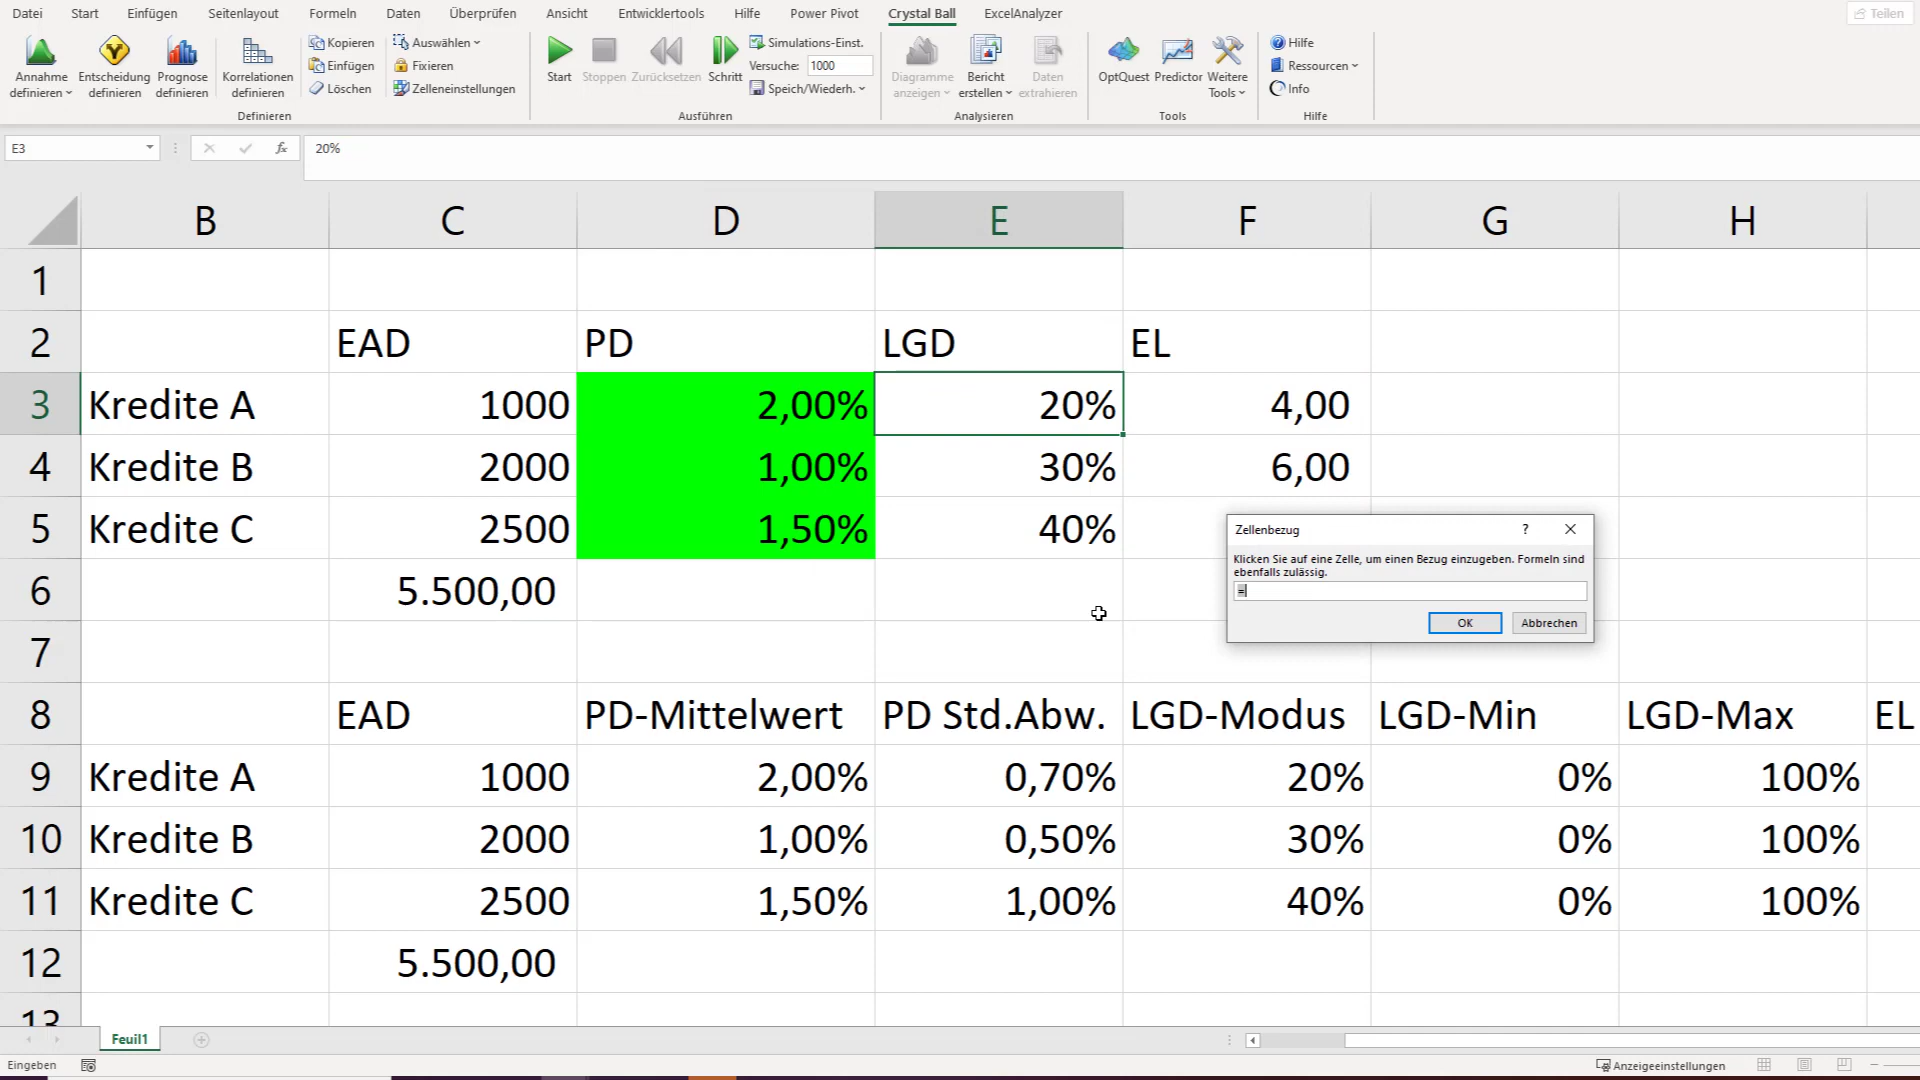 Datei Start Einfügen Seitenlayout Formeln Daten Überprüfen Ansicht Entwicklertools Hilfe Power Pivot Crystal Ball ExcelAnalyzer Teilen
Annahme definieren
Entscheidung definieren
Prognose definieren
Korrelationen definieren
Kopieren
Einfügen
Löschen
Auswählen
Fixieren
Zelleneinstellungen
Definieren
Start
Stoppen
Zurücksetzen
Schritt
Simulations-Einst.
Versuche: 1000
Speich/Wiederh.
Ausführen
Diagramme anzeigen
Bericht erstellen
Daten extrahieren
Analysieren
OptQuest
Predictor
Weitere Tools
Tools
Hilfe
Ressourcen
Info
Hilfe
E3 fx 20%
B C D E F G H
1
2 EAD PD LGD EL
3 Kredite A 1000 2,00% 20% 4,00
4 Kredite B 2000 1,00% 30% 6,00
5 Kredite C 2500 1,50% 40%
6 5.500,00
7
8 EAD PD-Mittelwert PD Std.Abw. LGD-Modus LGD-Min LGD-Max EL
9 Kredite A 1000 2,00% 0,70% 20% 0% 100%
10 Kredite B 2000 1,00% 0,50% 30% 0% 100%
11 Kredite C 2500 1,50% 1,00% 40% 0% 100%
12 5.500,00
13
Zellenbezug ?
Klicken Sie auf eine Zelle, um einen Bezug einzugeben. Formeln sind
ebenfalls zulässig.
=
OK Abbrechen
Feuil1
Eingeben Anzeigeeinstellungen